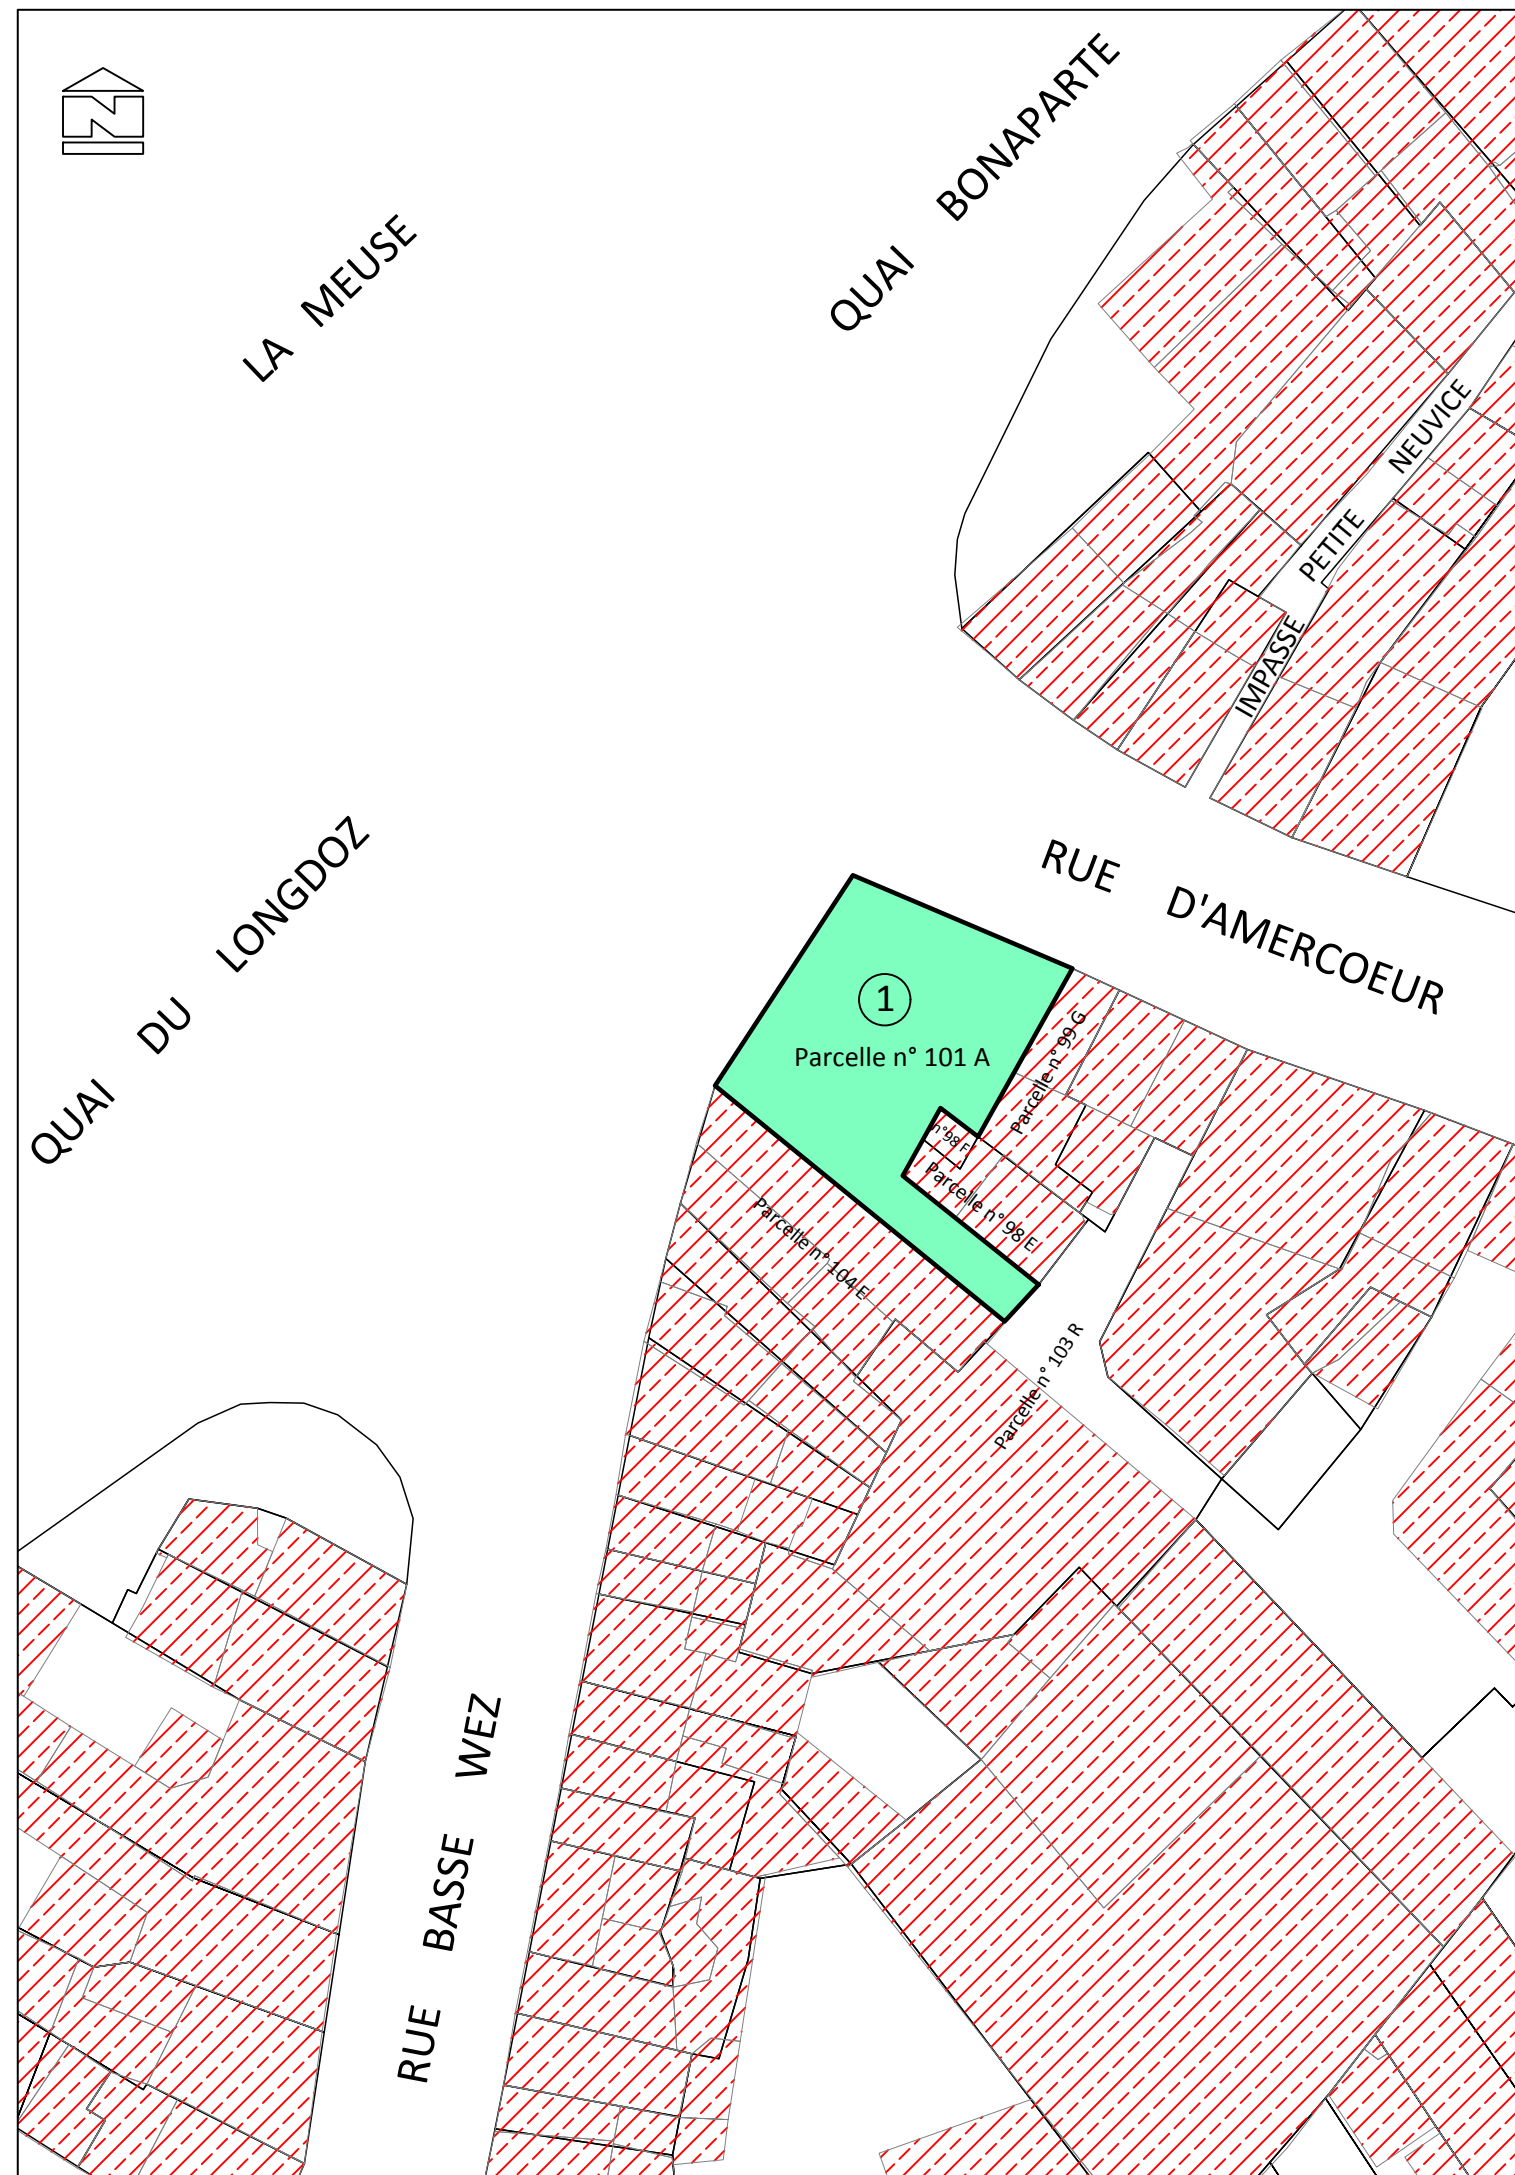 N
QUAI BONAPARTE
LA MEUSE
IMPASSE PETITE NEUVICE
RUE D'AMERCOEUR
QUAI DU LONGDOZ
1
Parcelle n° 101 A
Parcelle n° 99 G
n°98 F
Parcelle n° 98 E
Parcelle n° 104 E
Parcelle n° 103 R
RUE BASSE WEZ